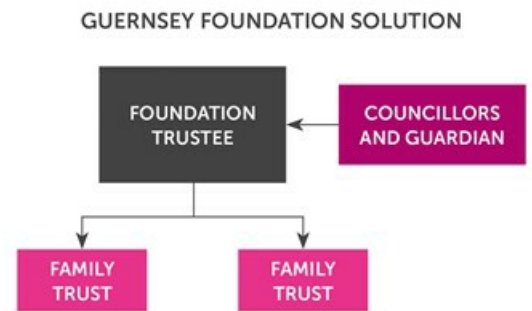 GUERNSEY FOUNDATION SOLUTION
FOUNDATION
TRUSTEE
COUNCILLORS
AND GUARDIAN
FAMILY
TRUST
FAMILY
TRUST